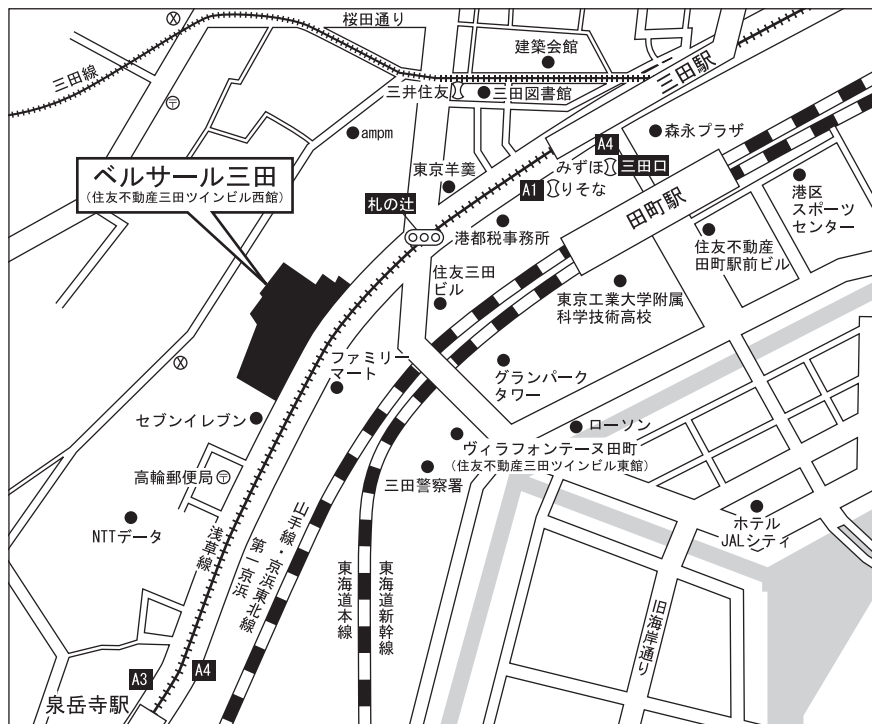 桜田通り
建築会館
三田線
三田駅
三井住友
三田図書館
ampm
森永プラザ
A4
ベルサール三田
(住友不動産三田ツインビル西館)
東京羊羹
みずほ
三田口
A1
りそな
札の辻
田町駅
港区
スポーツ
センター
港都税事務所
住友不動産
田町駅前ビル
住友三田
ビル
東京工業大学附属
科学技術高校
ファミリー
マート
グランパーク
タワー
セブンイレブン
ローソン
ヴィラフォンテーヌ田町
(住友不動産三田ツインビル東館)
高輪郵便局
三田警察署
NTTデータ
ホテル
JALシティ
浅草線
山手線・京浜東北線
第一京浜
東海道本線
東海道新幹線
旧海岸通り
A3
A4
泉岳寺駅